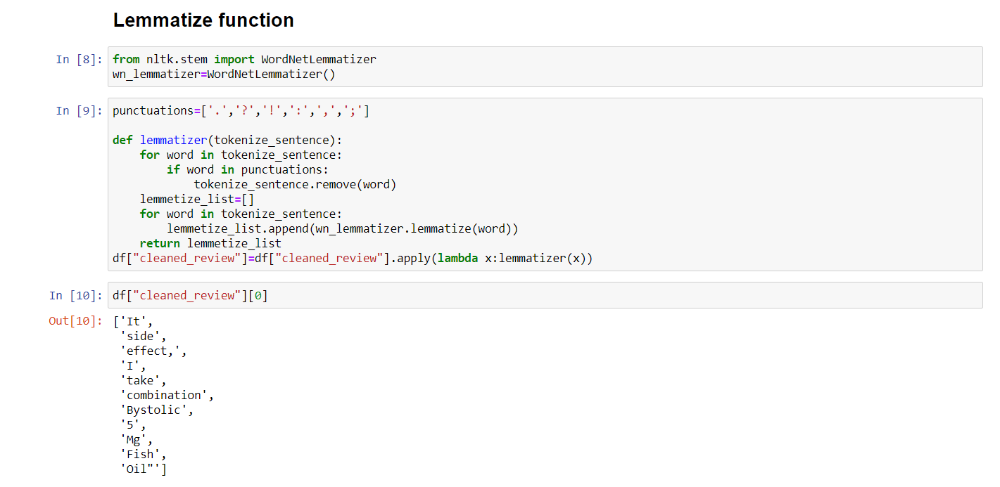 Lemmatize function
In [8]: from nltk.stem import WordNetLemmatizer
wn_lemmatizer=WordNetLemmatizer()
In [9]: punctuations=['.','?','!',':',',',';']
def lemmatizer(tokenize_sentence):
    for word in tokenize_sentence:
        if word in punctuations:
            tokenize_sentence.remove(word)
    lemmetize_list=[]
    for word in tokenize_sentence:
        lemmetize_list.append(wn_lemmatizer.lemmatize(word))
    return lemmetize_list
df["cleaned_review"]=df["cleaned_review"].apply(lambda x:lemmatizer(x))
In [10]: df["cleaned_review"][0]
Out[10]: ['It',
 'side',
 'effect,',
 'I',
 'take',
 'combination',
 'Bystolic',
 '5',
 'Mg',
 'Fish',
 'Oil"']